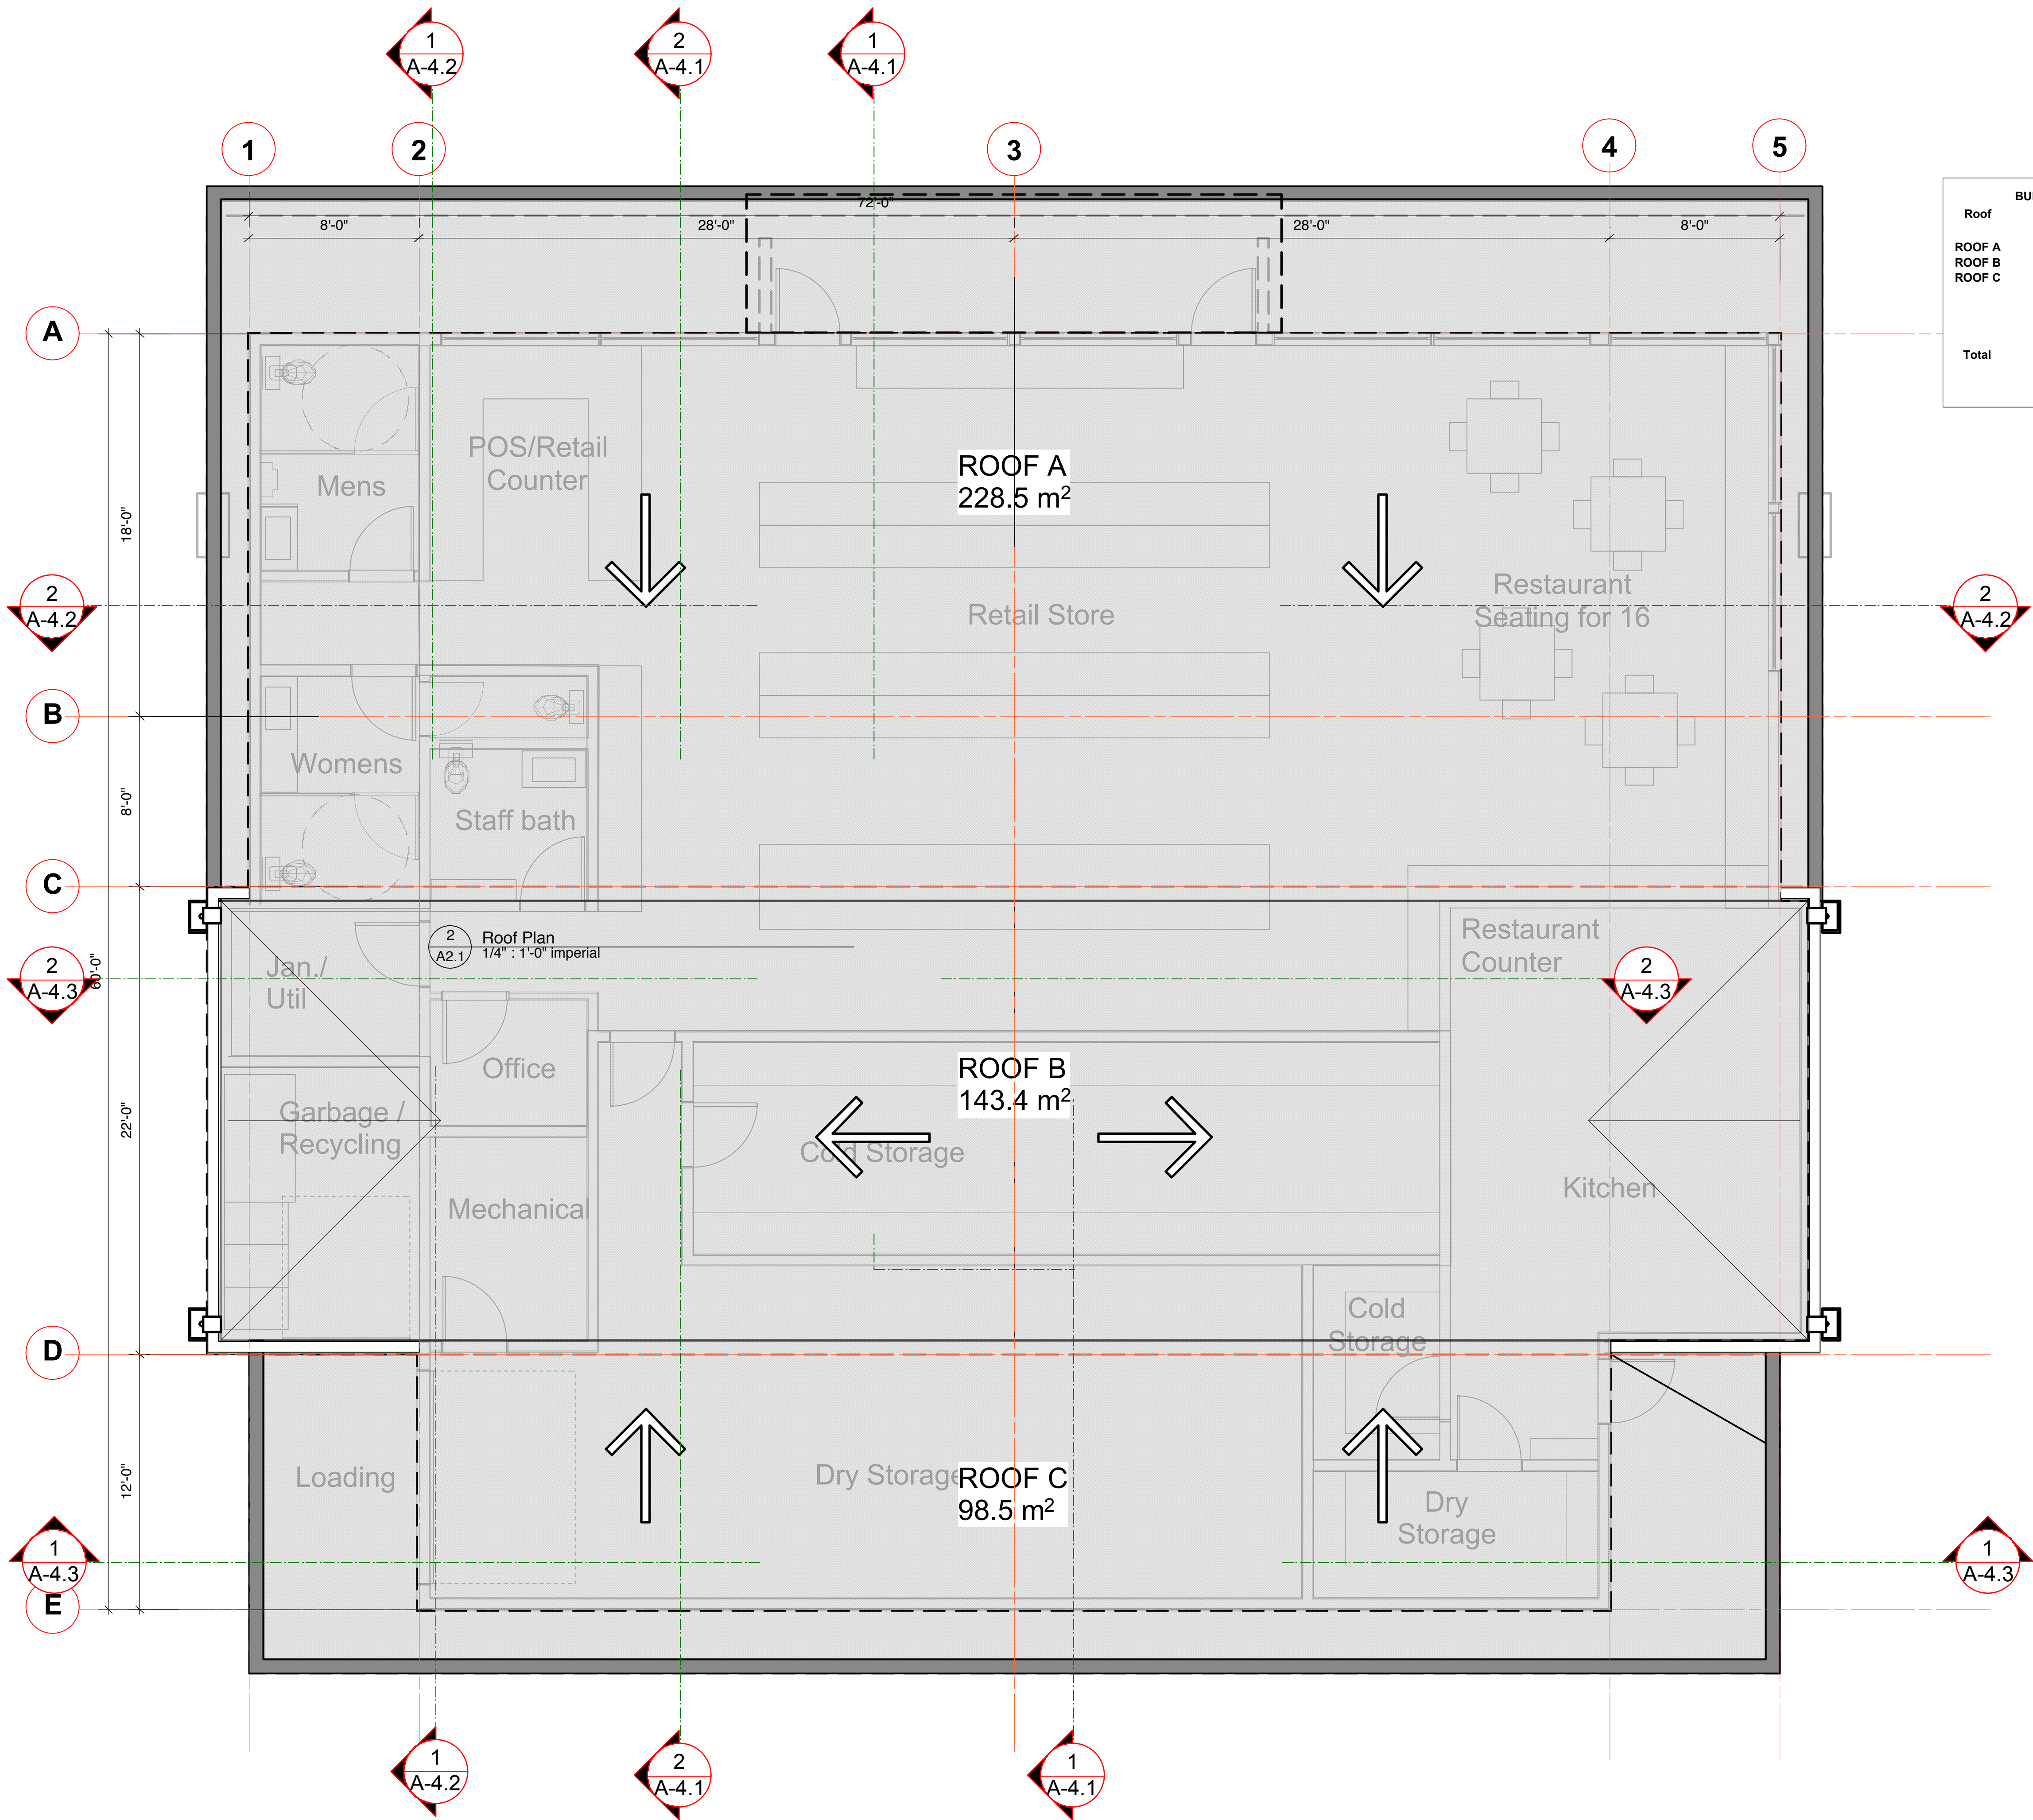 1
A-4.2
2
A-4.1
1
A-4.1
1
2
3
4
5
72'-0"
8'-0"
28'-0"
28'-0"
8'-0"
Roof
ROOF A
ROOF B
ROOF C
Total
A
B
C
D
E
18'-0"
8'-0"
60'-0"
22'-0"
12'-0"
POS/Retail
Counter
Mens
ROOF A
228.5 m²
2
A-4.2
Retail Store
Restaurant
Seating for 16
2
A-4.2
Womens
Staff bath
2
A2.1
Roof Plan
1/4" : 1'-0" imperial
Restaurant
Counter
2
A-4.3
Jan./
Util
2
A-4.3
Office
ROOF B
143.4 m²
Garbage /
Recycling
Cold Storage
Mechanical
Kitchen
Cold
Storage
Loading
Dry Storage
ROOF C
98.5 m²
Dry
Storage
1
A-4.3
1
A-4.3
1
A-4.2
2
A-4.1
1
A-4.1